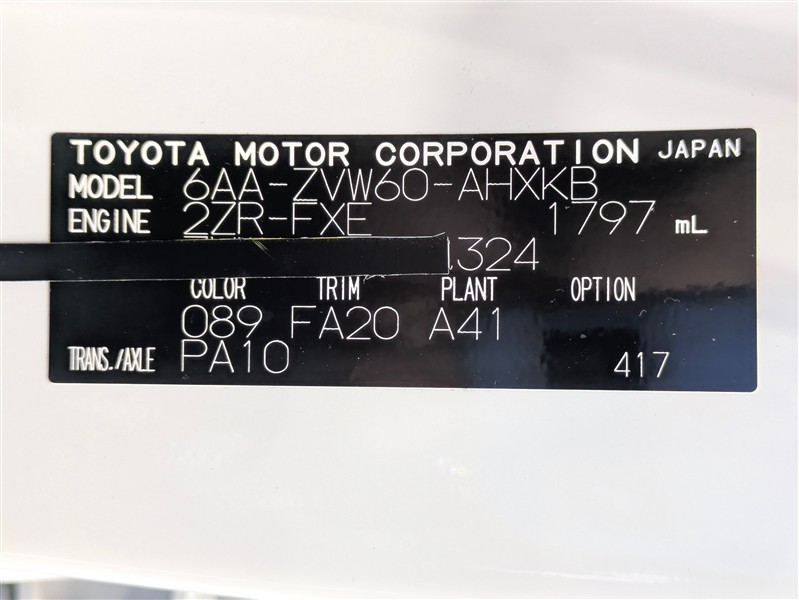 TOYOTA MOTOR CORPORATION JAPAN
MODEL 6AA-ZVW60-AHXKB
ENGINE 2ZR-FXE 1797 mL
324
COLOR TRIM PLANT OPTION
089 FA20 A41
TRANS./AXLE PA10 417